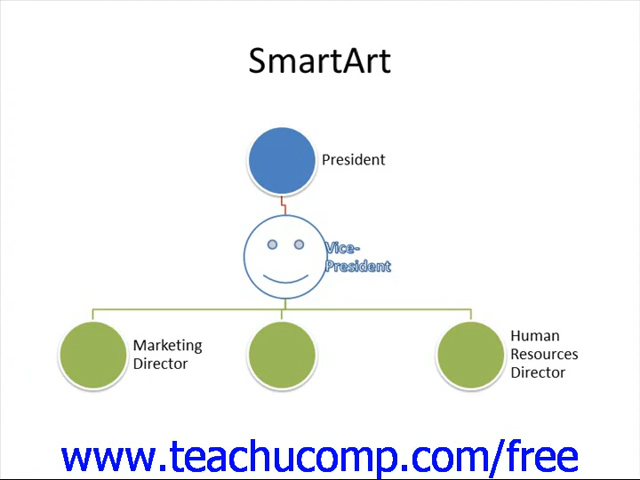 SmartArt
President
Vice-
President
Marketing
Director
Human
Resources
Director
www.teachucomp.com/free